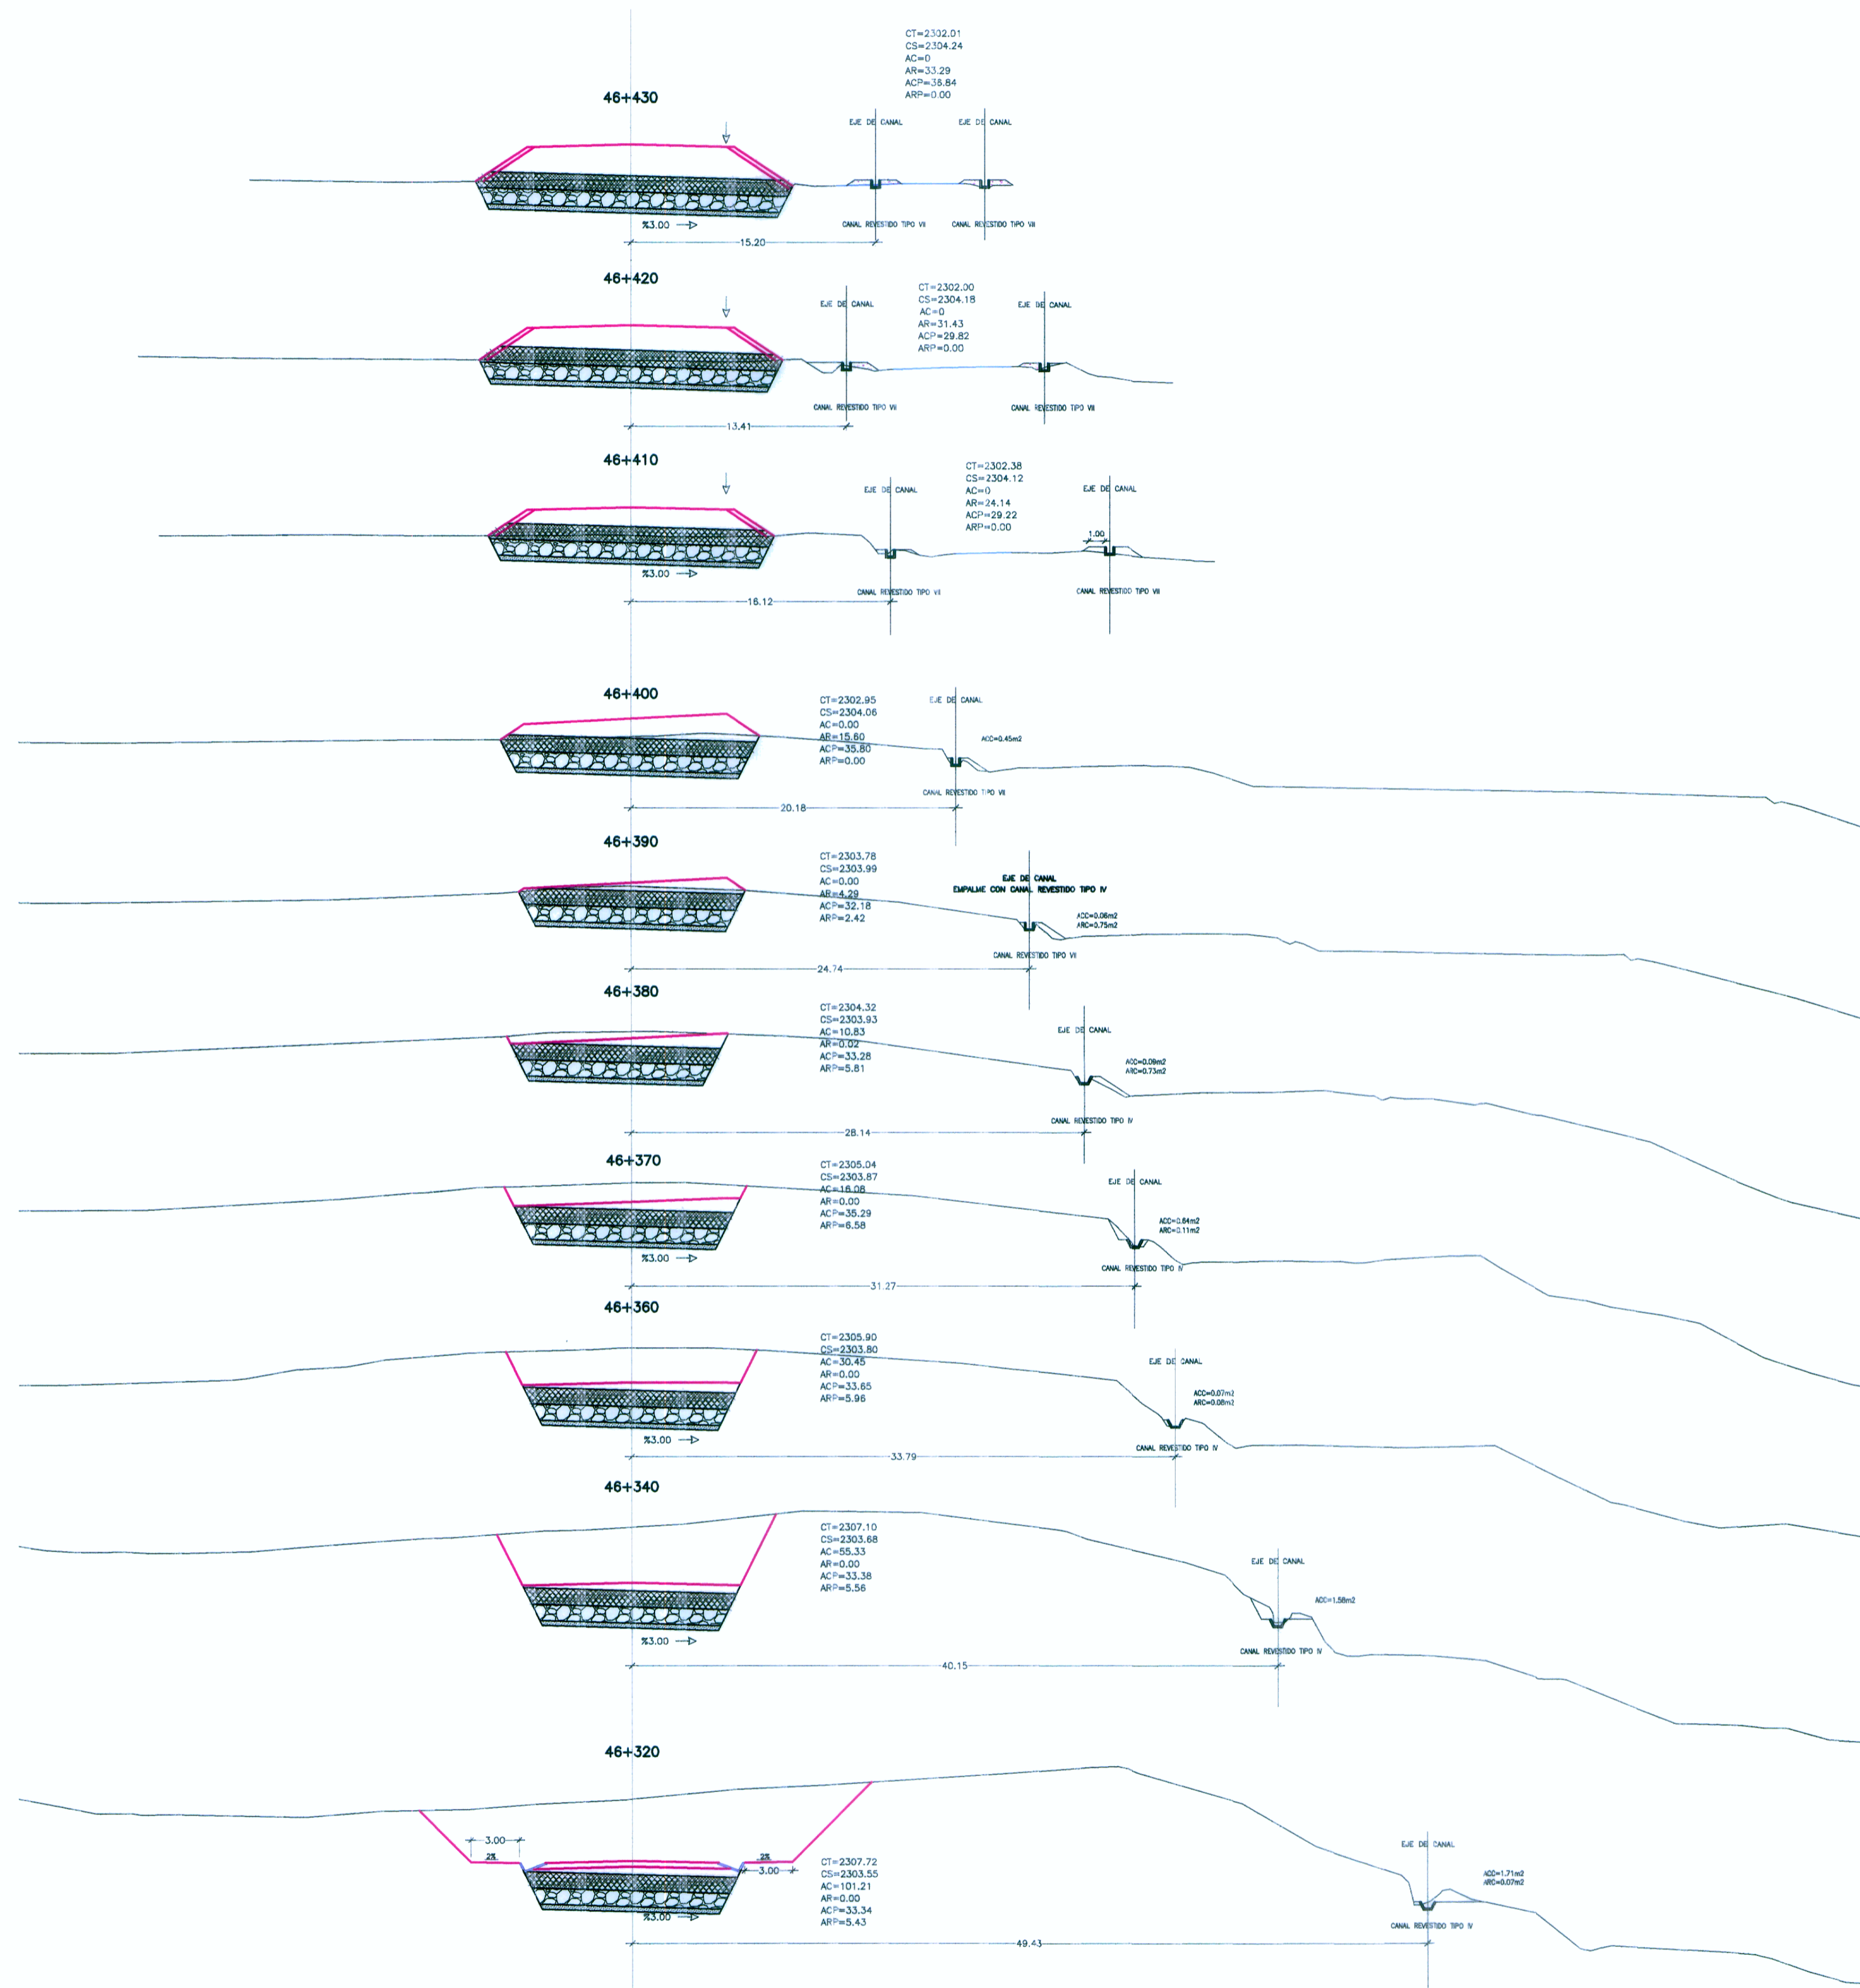 CT=2302.01
CS=2304.24
AC=0
AR=33.29
ACP=36.84
ARP=0.00
46+430
EJE DE CANAL
EJE DE CANAL
%3.00
CANAL REVESTIDO TIPO VII
CANAL REVESTIDO TIPO VII
15.20
46+420
CT=2302.00
CS=2304.18
AC=0
AR=31.43
ACP=29.82
ARP=0.00
EJE DE CANAL
EJE DE CANAL
CANAL REVESTIDO TIPO VII
CANAL REVESTIDO TIPO VII
13.41
46+410
CT=2302.38
CS=2304.12
AC=0
AR=24.14
ACP=29.22
ARP=0.00
EJE DE CANAL
EJE DE CANAL
1.00
%3.00
CANAL REVESTIDO TIPO VII
CANAL REVESTIDO TIPO VII
16.12
46+400
CT=2302.95
CS=2304.06
AC=0.00
AR=15.60
ACP=35.80
ARP=0.00
EJE DE CANAL
ACC=0.45m2
CANAL REVESTIDO TIPO VII
20.18
46+390
CT=2303.78
CS=2303.99
AC=0.00
AR=4.29
ACP=32.18
ARP=2.42
EJE DE CANAL
EMPALME CON CANAL REVESTIDO TIPO IV
ACC=0.06m2
ARC=0.75m2
CANAL REVESTIDO TIPO VII
24.74
46+380
CT=2304.32
CS=2303.93
AC=10.83
AR=0.02
ACP=33.28
ARP=5.81
EJE DE CANAL
ACC=0.09m2
ARC=0.73m2
CANAL REVESTIDO TIPO IV
28.14
46+370
CT=2305.04
CS=2303.87
AC=16.08
AR=0.00
ACP=35.29
ARP=6.58
EJE DE CANAL
ACC=0.64m2
ARC=0.11m2
%3.00
CANAL REVESTIDO TIPO IV
31.27
46+360
CT=2305.90
CS=2303.80
AC=30.45
AR=0.00
ACP=33.65
ARP=5.96
EJE DE CANAL
ACC=0.07m2
ARC=0.08m2
%3.00
CANAL REVESTIDO TIPO IV
33.79
46+340
CT=2307.10
CS=2303.68
AC=55.33
AR=0.00
ACP=33.38
ARP=5.56
EJE DE CANAL
ACC=1.58m2
%3.00
CANAL REVESTIDO TIPO IV
40.15
46+320
3.00
2%
2%
3.00
EJE DE CANAL
CT=2307.72
CS=2303.55
AC=101.21
AR=0.00
ACP=33.34
ARP=5.43
ACC=1.71m2
ARC=0.07m2
%3.00
CANAL REVESTIDO TIPO IV
49.43